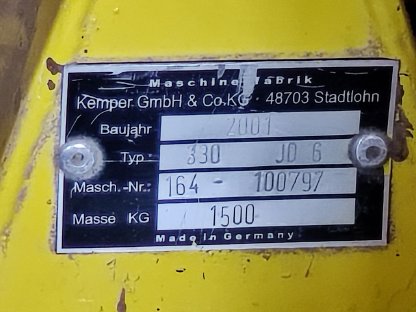 Maschinenfabrik
Kemper GmbH & Co.KG · 48703 Stadtlohn
Baujahr 2001
Typ 330 JD 6
Masch.-Nr.: 164 - 100797
Masse KG 1500
Made in Germany